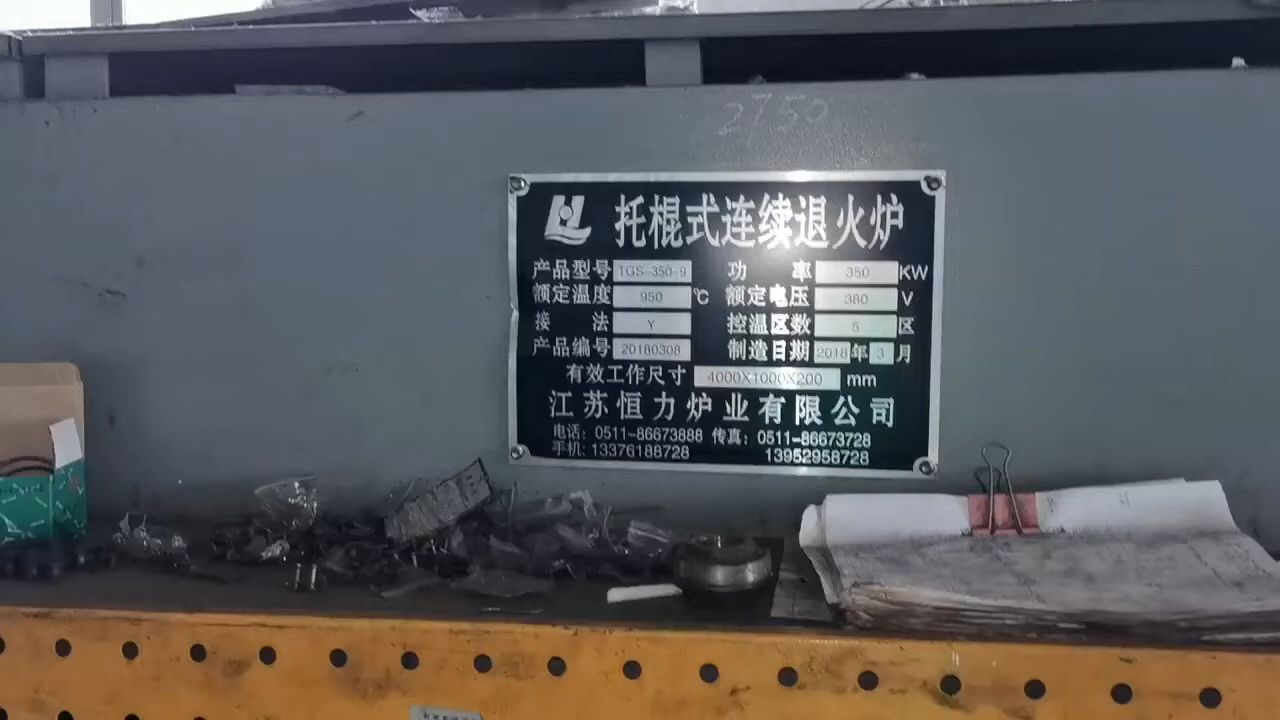 2750
托棍式连续退火炉
产品型号 TGS-350-9 功率 350 KW
额定温度 950 ℃ 额定电压 380 V
接法 Y 控温区数 5 区
产品编号 20180308 制造日期 2018年3月
有效工作尺寸 4000X1000X200 mm
江苏恒力炉业有限公司
电话: 0511-86673888 传真: 0511-86673728
手机: 13376188728 13952958728